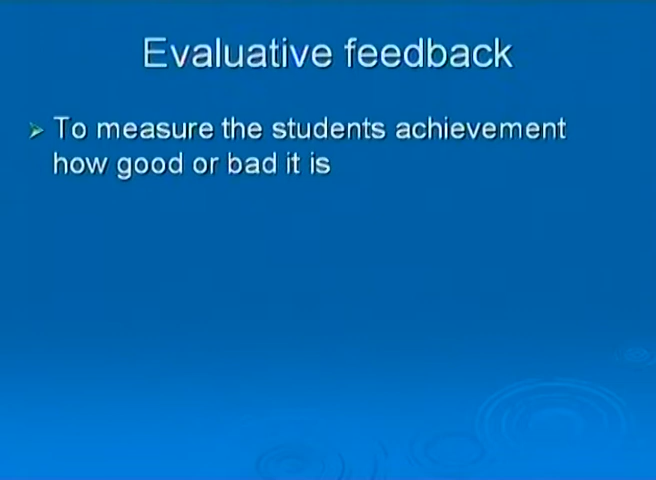 Evaluative feedback
To measure the students achievement
how good or bad it is